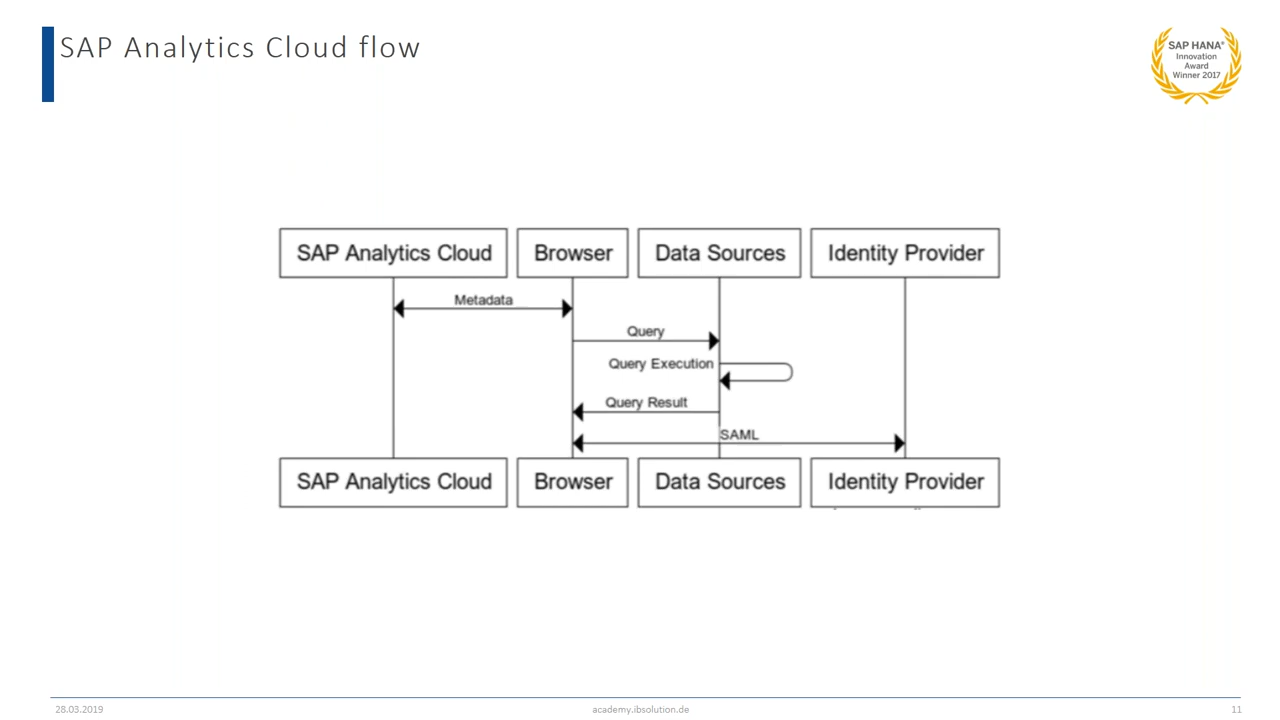 SAP Analytics Cloud flow
SAP HANA®
Innovation
Award
Winner 2017
SAP Analytics Cloud
Browser
Data Sources
Identity Provider
Metadata
Query
Query Execution
Query Result
SAML
SAP Analytics Cloud
Browser
Data Sources
Identity Provider
28.03.2019
academy.ibsolution.de
11